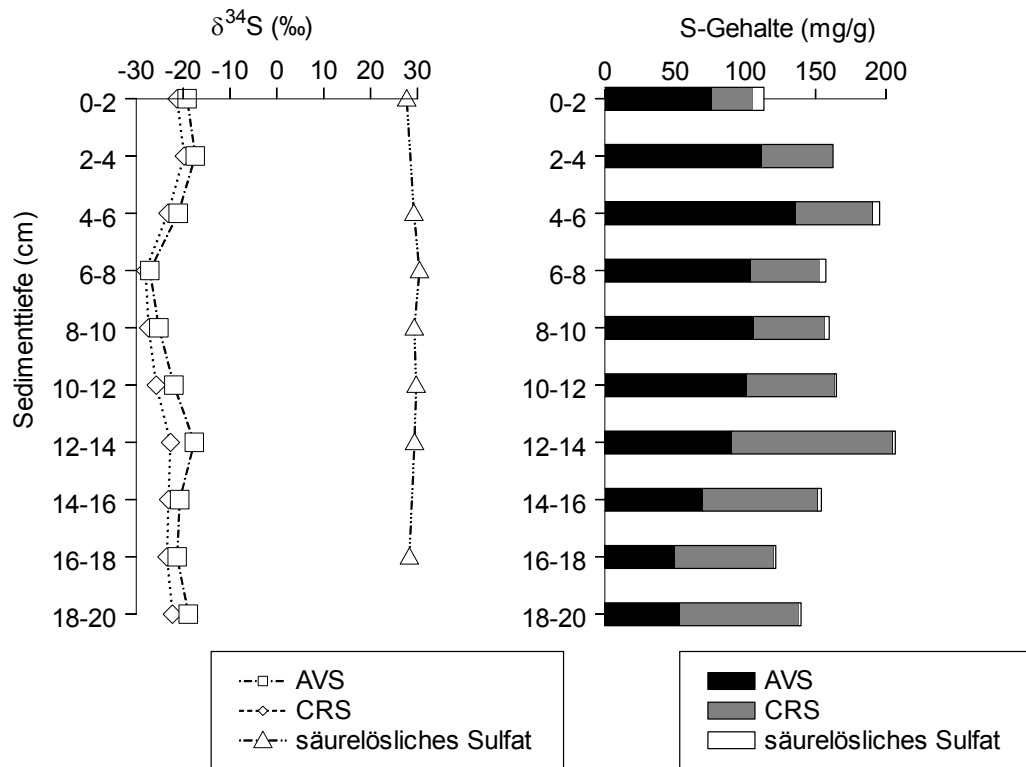 δ34S (‰)
-30 -20 -10 0 10 20 30
Sedimenttiefe (cm)
0-2
2-4
4-6
6-8
8-10
10-12
12-14
14-16
16-18
18-20
AVS
CRS
säurelösliches Sulfat
S-Gehalte (mg/g)
0 50 100 150 200
0-2
2-4
4-6
6-8
8-10
10-12
12-14
14-16
16-18
18-20
AVS
CRS
säurelösliches Sulfat